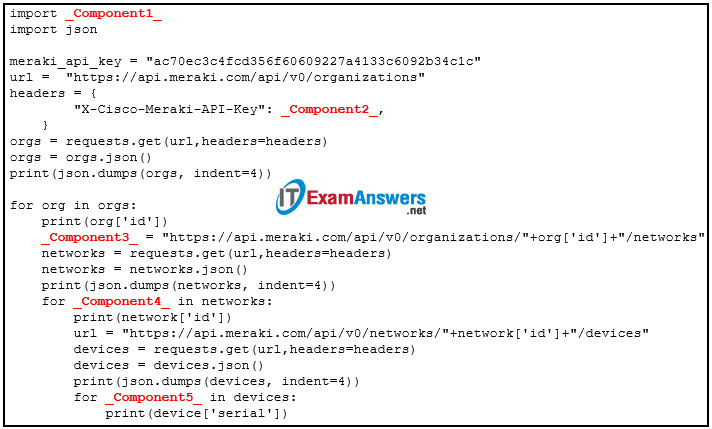 import _Component1_
import json
meraki_api_key = "ac70ec3c4fcd356f60609227a4133c6092b34c1c"
url =  "https://api.meraki.com/api/v0/organizations"
headers = {
        "X-Cisco-Meraki-API-Key": _Component2_,
    }
orgs = requests.get(url,headers=headers)
orgs = orgs.json()
print(json.dumps(orgs, indent=4))
IT ExamAnswers
.net
for org in orgs:
    print(org['id'])
    _Component3_ = "https://api.meraki.com/api/v0/organizations/"+org['id']+"/networks"
    networks = requests.get(url,headers=headers)
    networks = networks.json()
    print(json.dumps(networks, indent=4))
    for _Component4_ in networks:
        print(network['id'])
        url = "https://api.meraki.com/api/v0/networks/"+network['id']+"/devices"
        devices = requests.get(url,headers=headers)
        devices = devices.json()
        print(json.dumps(devices, indent=4))
        for _Component5_ in devices:
            print(device['serial'])